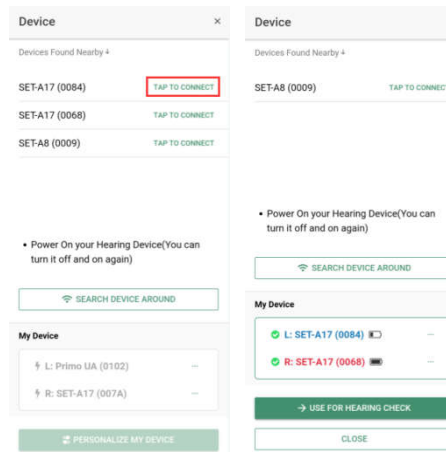 Device ×
Devices Found Nearby
SET-A17 (0084) TAP TO CONNECT
SET-A17 (0068) TAP TO CONNECT
SET-A8 (0009) TAP TO CONNECT
• Power On your Hearing Device(You can
turn it off and on again)
SEARCH DEVICE AROUND
My Device
L: Primo UA (0102) --
R: SET-A17 (007A) --
PERSONALIZE MY DEVICE
Device
Devices Found Nearby
SET-A8 (0009) TAP TO CONNEC
• Power On your Hearing Device(You can
turn it off and on again)
SEARCH DEVICE AROUND
My Device
L: SET-A17 (0084) --
R: SET-A17 (0068) --
→ USE FOR HEARING CHECK
CLOSE